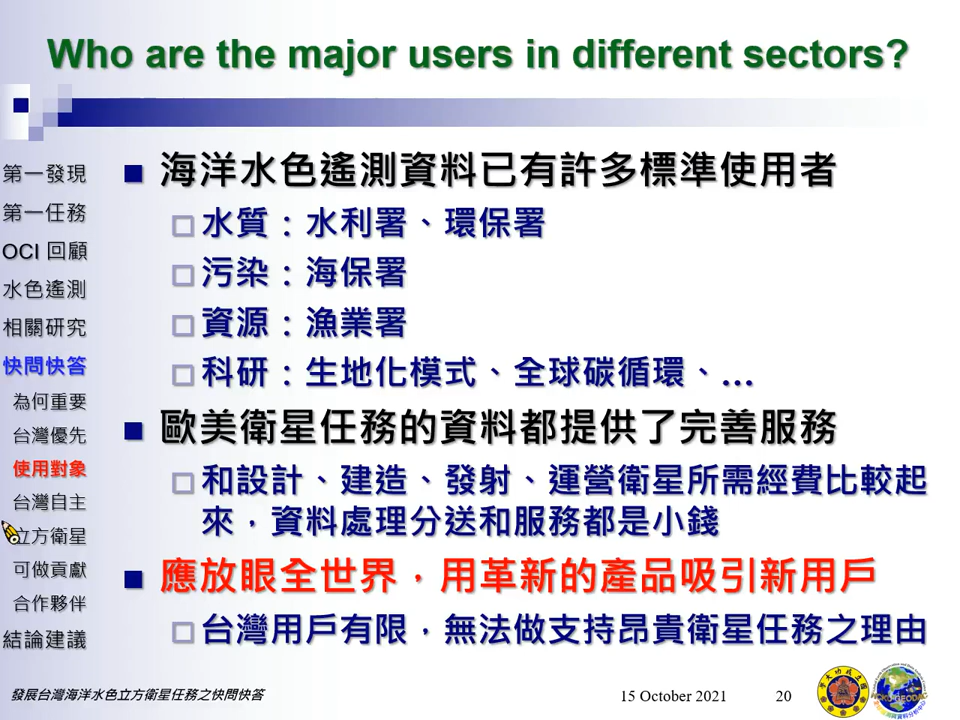 Who are the major users in different sectors?
第一發現
第一任務
OCI 回顧
水色遙測
相關研究
快問快答
為何重要
台灣優先
使用對象
台灣自主
立方衛星
可做貢獻
合作夥伴
結論建議
海洋水色遙測資料已有許多標準使用者
水質：水利署、環保署
污染：海保署
資源：漁業署
科研：生地化模式、全球碳循環、...
歐美衛星任務的資料都提供了完善服務
和設計、建造、發射、運營衛星所需經費比較起
來，資料處理分送和服務都是小錢
應放眼全世界，用革新的產品吸引新用戶
台灣用戶有限，無法做支持昂貴衛星任務之理由
發展台灣海洋水色立方衛星任務之快問快答
15 October 2021
20